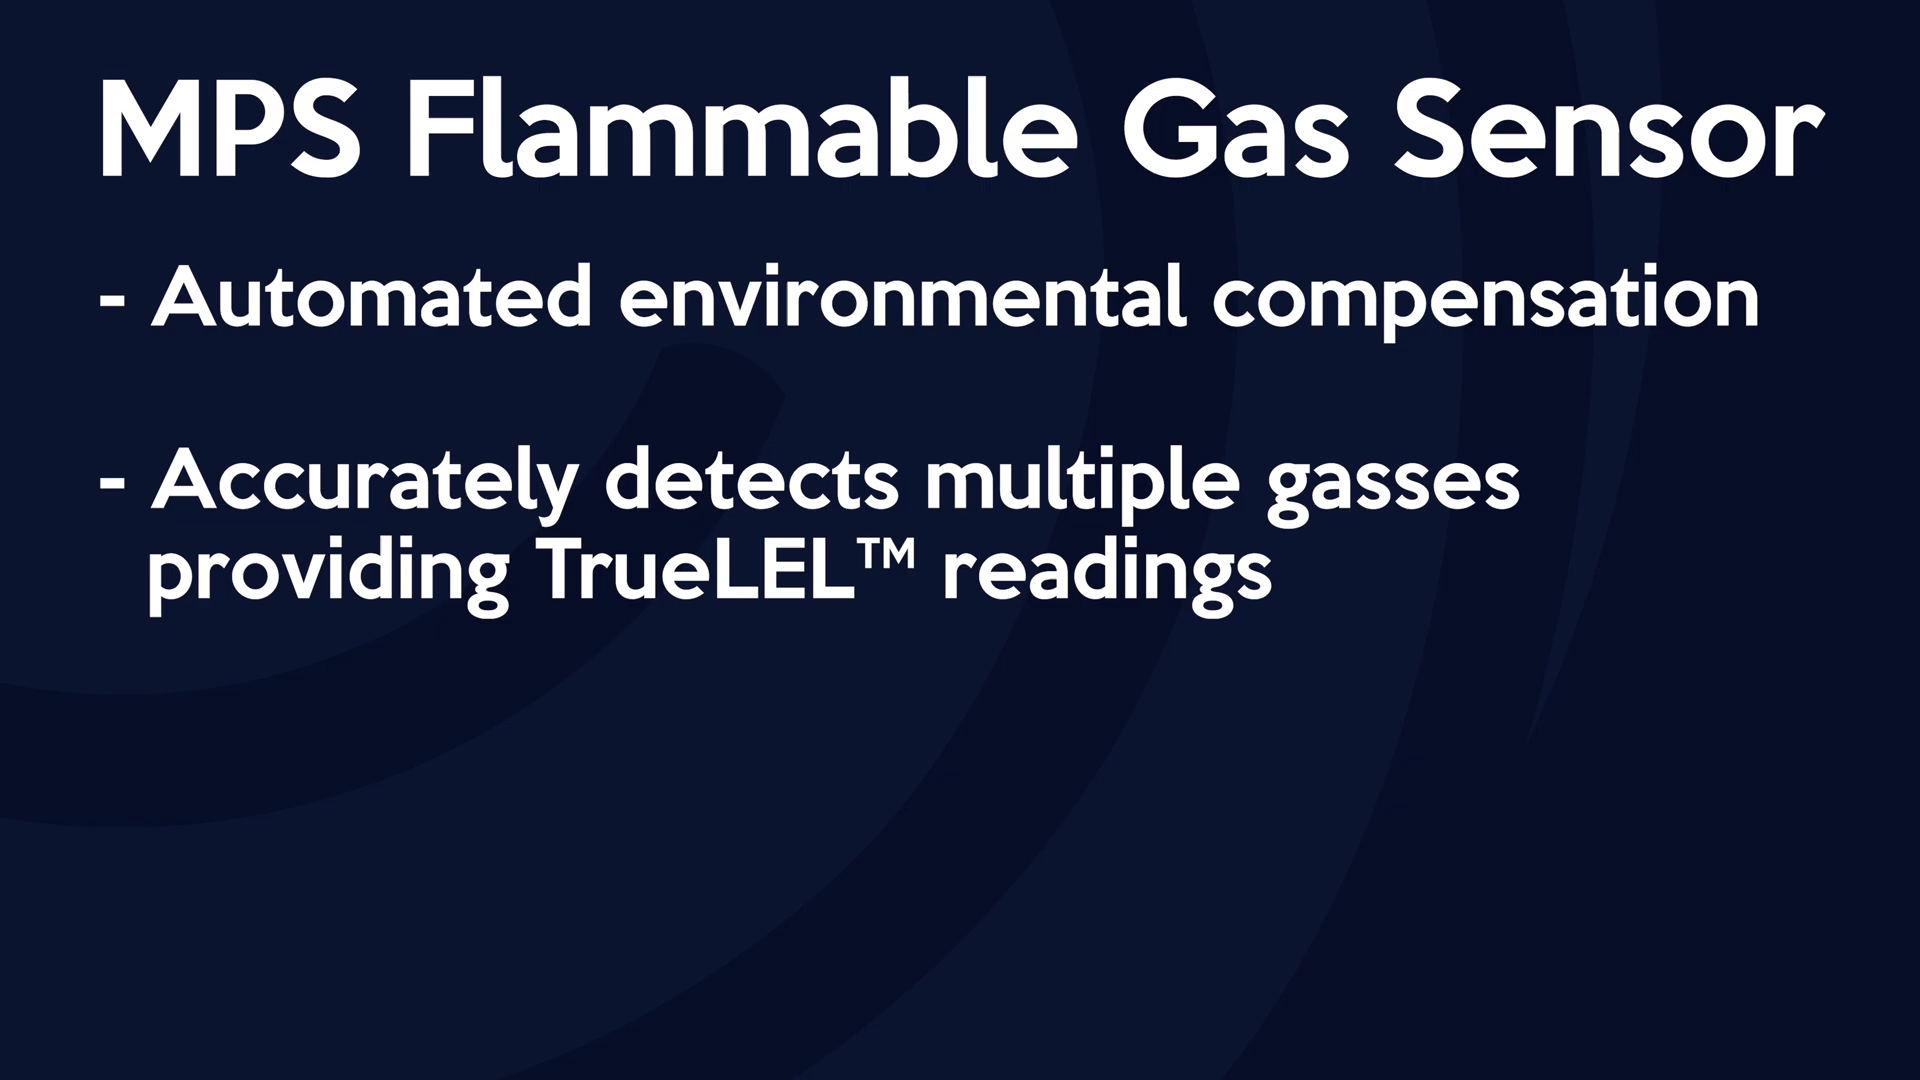 MPS Flammable Gas Sensor
- Automated environmental compensation
- Accurately detects multiple gasses
providing TrueLEL™ readings